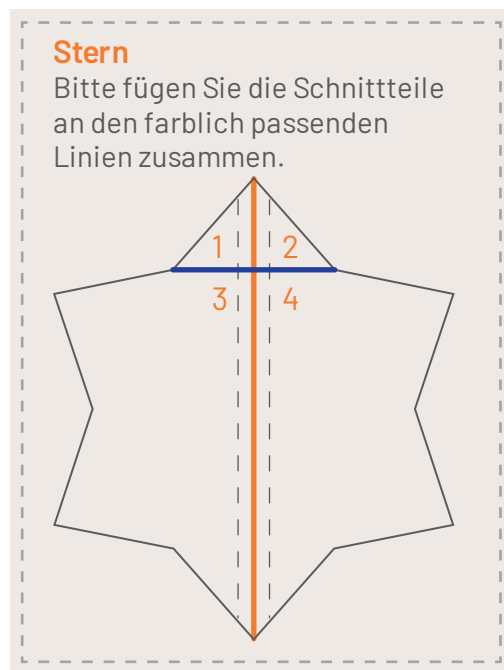 Stern
Bitte fügen Sie die Schnittteile
an den farblich passenden
Linien zusammen.
1 2
3 4